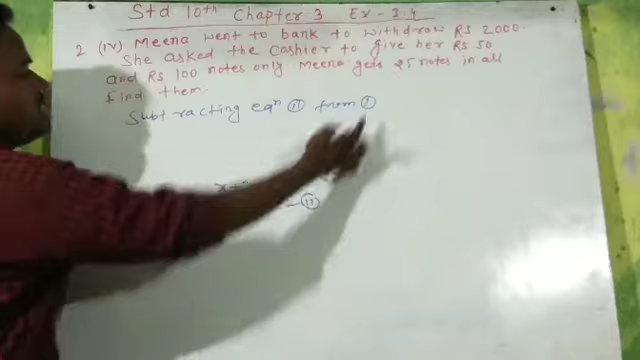 Std 10th Chapter 3 Ex - 3.4
2 (IV) Meena went to bank to withdraw Rs 2000.
She asked the cashier to give her Rs 50
and Rs 100 notes only Meena gets 25 notes in all
find them.
Subtracting eqn (II) from (I)
x+
- (II)